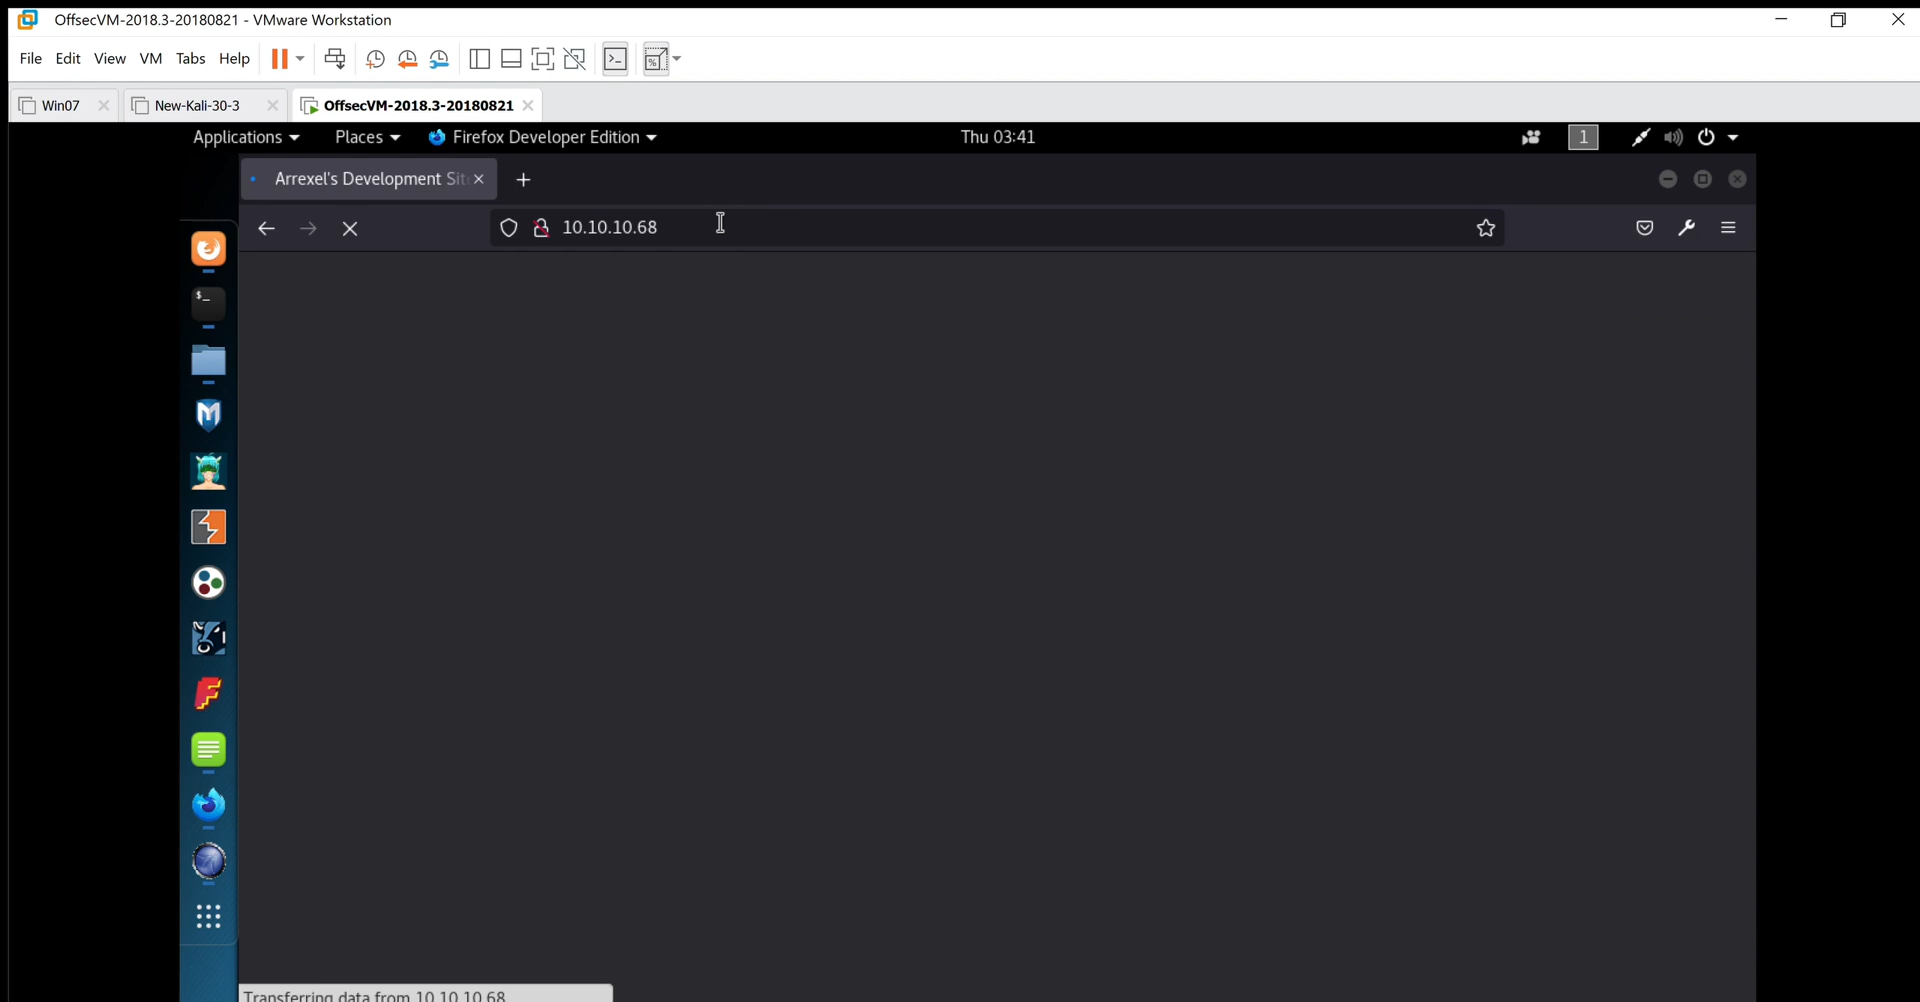 OffsecVM-2018.3-20180821 - VMware Workstation
File Edit View VM Tabs Help
Win07 New-Kali-30-3 OffsecVM-2018.3-20180821
Applications Places Firefox Developer Edition Thu 03:41 1
Arrexel's Development Sit
10.10.10.68
$_
Transferring data from 10.10.10.68